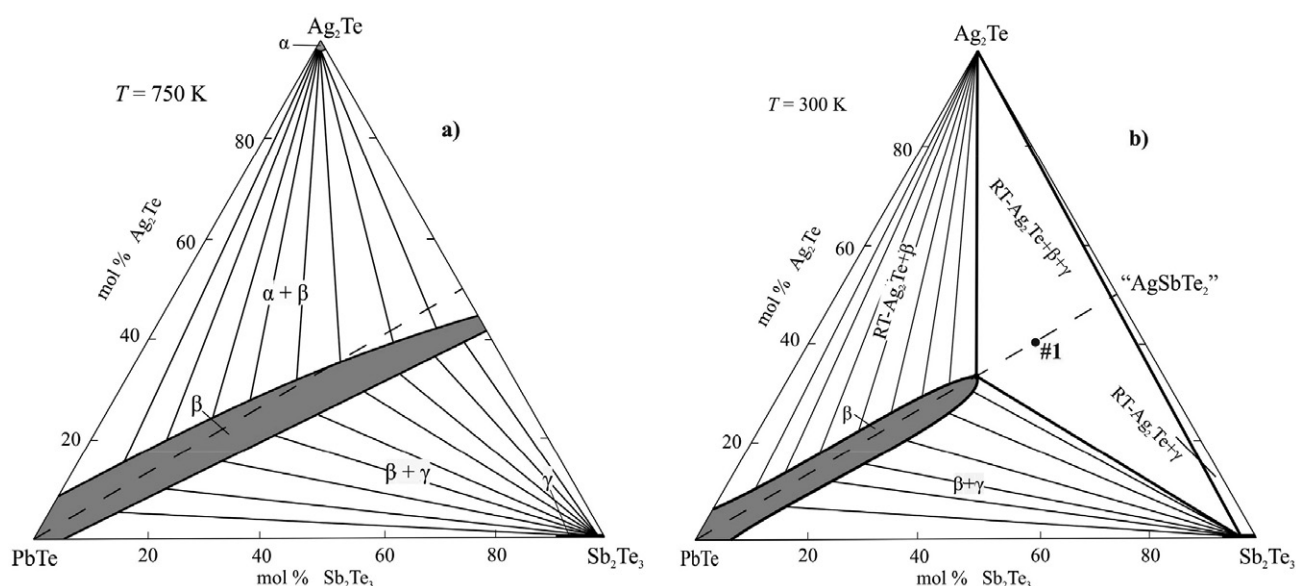 Ag₂Te
α
T = 750 K
a)
80
mol % Ag₂Te
60
α + β
40
β
20
β + γ
γ
PbTe
20
40
60
80
Sb₂Te₃
mol % Sb₂Te₃
Ag₂Te
T = 300 K
b)
80
RT-Ag₂Te+β+γ
mol % Ag₂Te
60
RT-Ag₂Te+β
“AgSbTe₂”
40
#1
β
RT-Ag₂Te+γ
20
β+γ
PbTe
20
40
60
80
Sb₂Te₃
mol % Sb₂Te₃